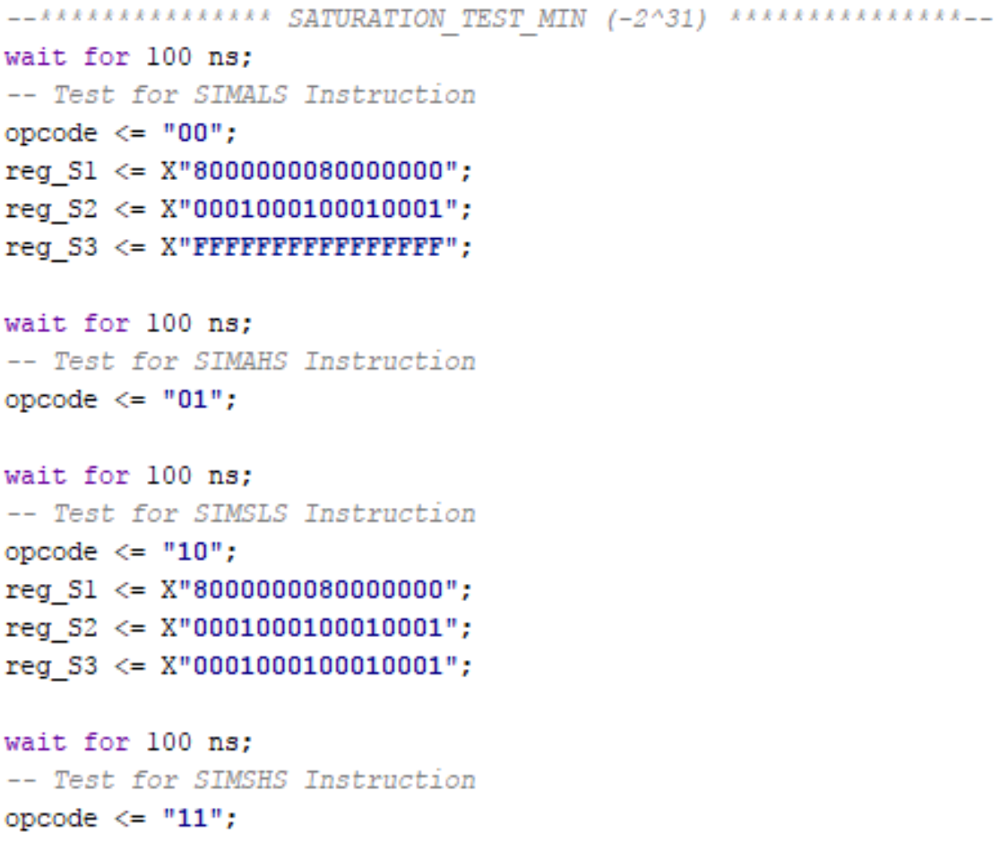 --*************** SATURATION_TEST_MIN (-2^31) ***************--
wait for 100 ns;
-- Test for SIMALS Instruction
opcode <= "00";
reg_S1 <= X"8000000080000000";
reg_S2 <= X"0001000100010001";
reg_S3 <= X"FFFFFFFFFFFFFFFF";
wait for 100 ns;
-- Test for SIMAHS Instruction
opcode <= "01";
wait for 100 ns;
-- Test for SIMSLS Instruction
opcode <= "10";
reg_S1 <= X"8000000080000000";
reg_S2 <= X"0001000100010001";
reg_S3 <= X"0001000100010001";
wait for 100 ns;
-- Test for SIMSHS Instruction
opcode <= "11";